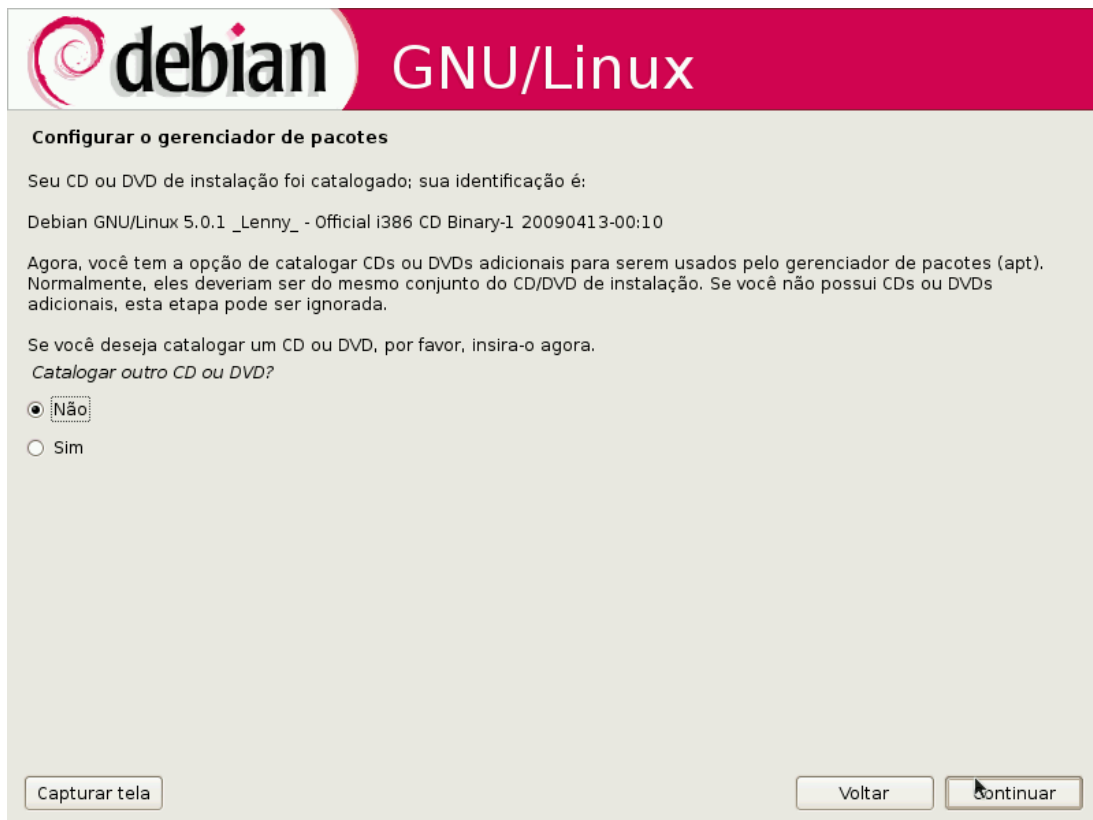 debian GNU/Linux
Configurar o gerenciador de pacotes
Seu CD ou DVD de instalação foi catalogado; sua identificação é:
Debian GNU/Linux 5.0.1 _Lenny_ - Official i386 CD Binary-1 20090413-00:10
Agora, você tem a opção de catalogar CDs ou DVDs adicionais para serem usados pelo gerenciador de pacotes (apt).
Normalmente, eles deveriam ser do mesmo conjunto do CD/DVD de instalação. Se você não possui CDs ou DVDs
adicionais, esta etapa pode ser ignorada.
Se você deseja catalogar um CD ou DVD, por favor, insira-o agora.
Catalogar outro CD ou DVD?
Não
Sim
Capturar tela
Voltar
Continuar